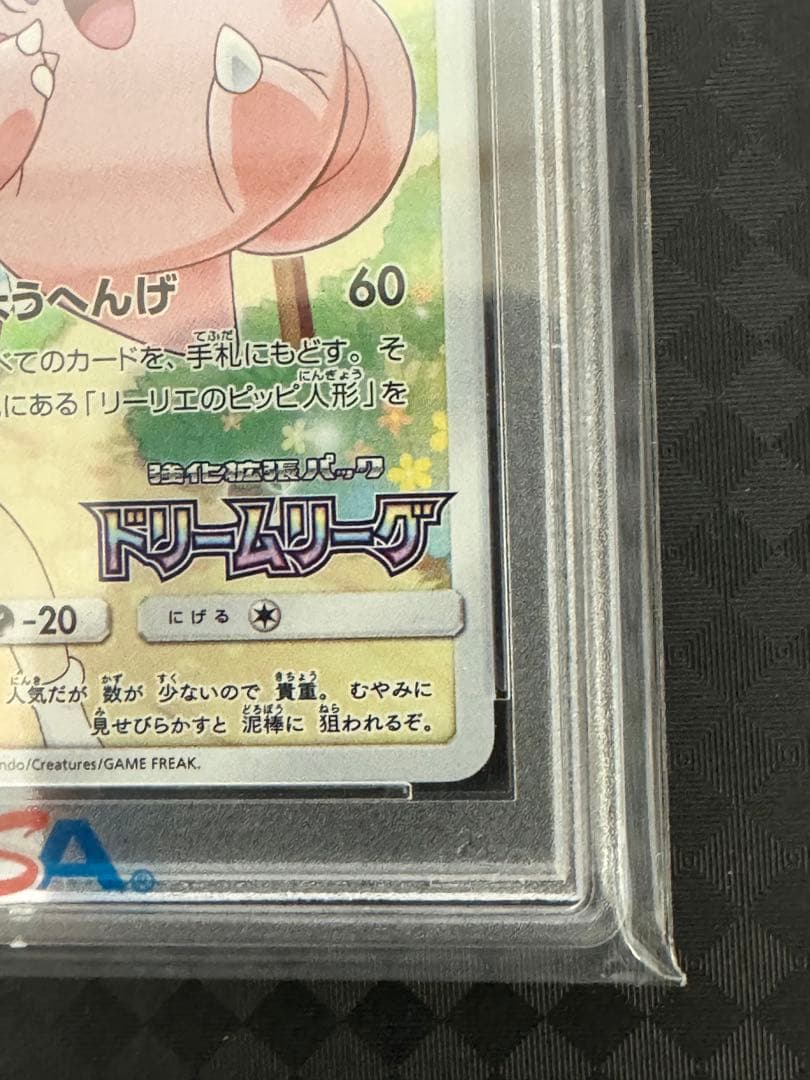 うへんげ 60
べてのカードを、手札にもどす。そ
にある「リーリエのピッピ人形」を
強化拡張パック
ドリームリーグ
-20 にげる
人気だが 数が 少ないので 貴重。 むやみに
見せびらかすと 泥棒に 狙われるぞ。
ndo/Creatures/GAME FREAK.
SA